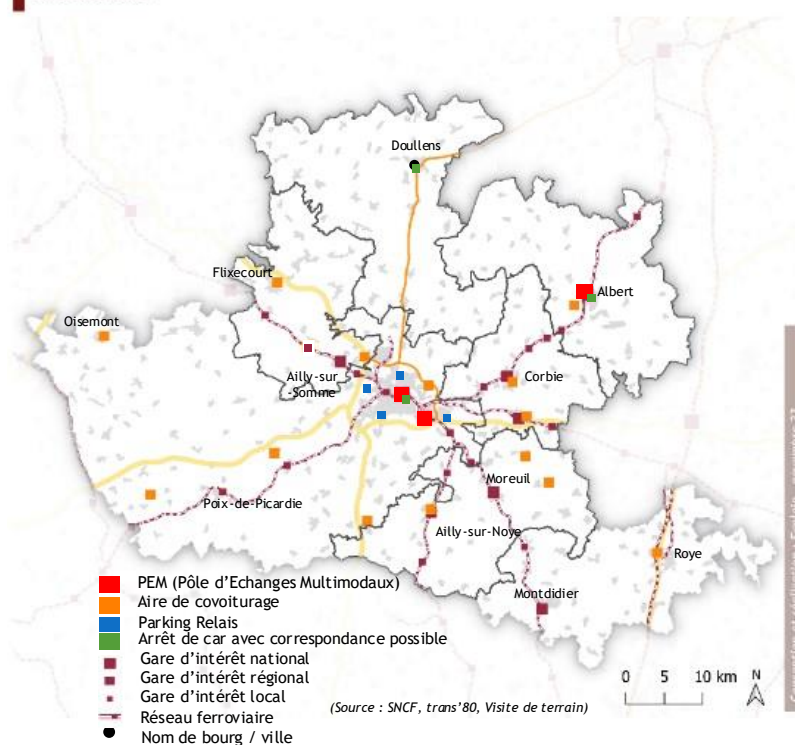 Doullens
Flixecourt
Albert
Oisemont
Ailly-sur
-Somme
Corbie
Moreuil
Poix-de-Picardie
Ailly-sur-Noye
Roye
Montdidier
PEM (Pôle d'Echanges Multimodaux)
Aire de covoiturage
Parking Relais
Arrêt de car avec correspondance possible
Gare d'intérêt national
Gare d'intérêt régional
Gare d'intérêt local
Réseau ferroviaire
Nom de bourg / ville
(Source : SNCF, trans'80, Visite de terrain)
0 5 10 km N